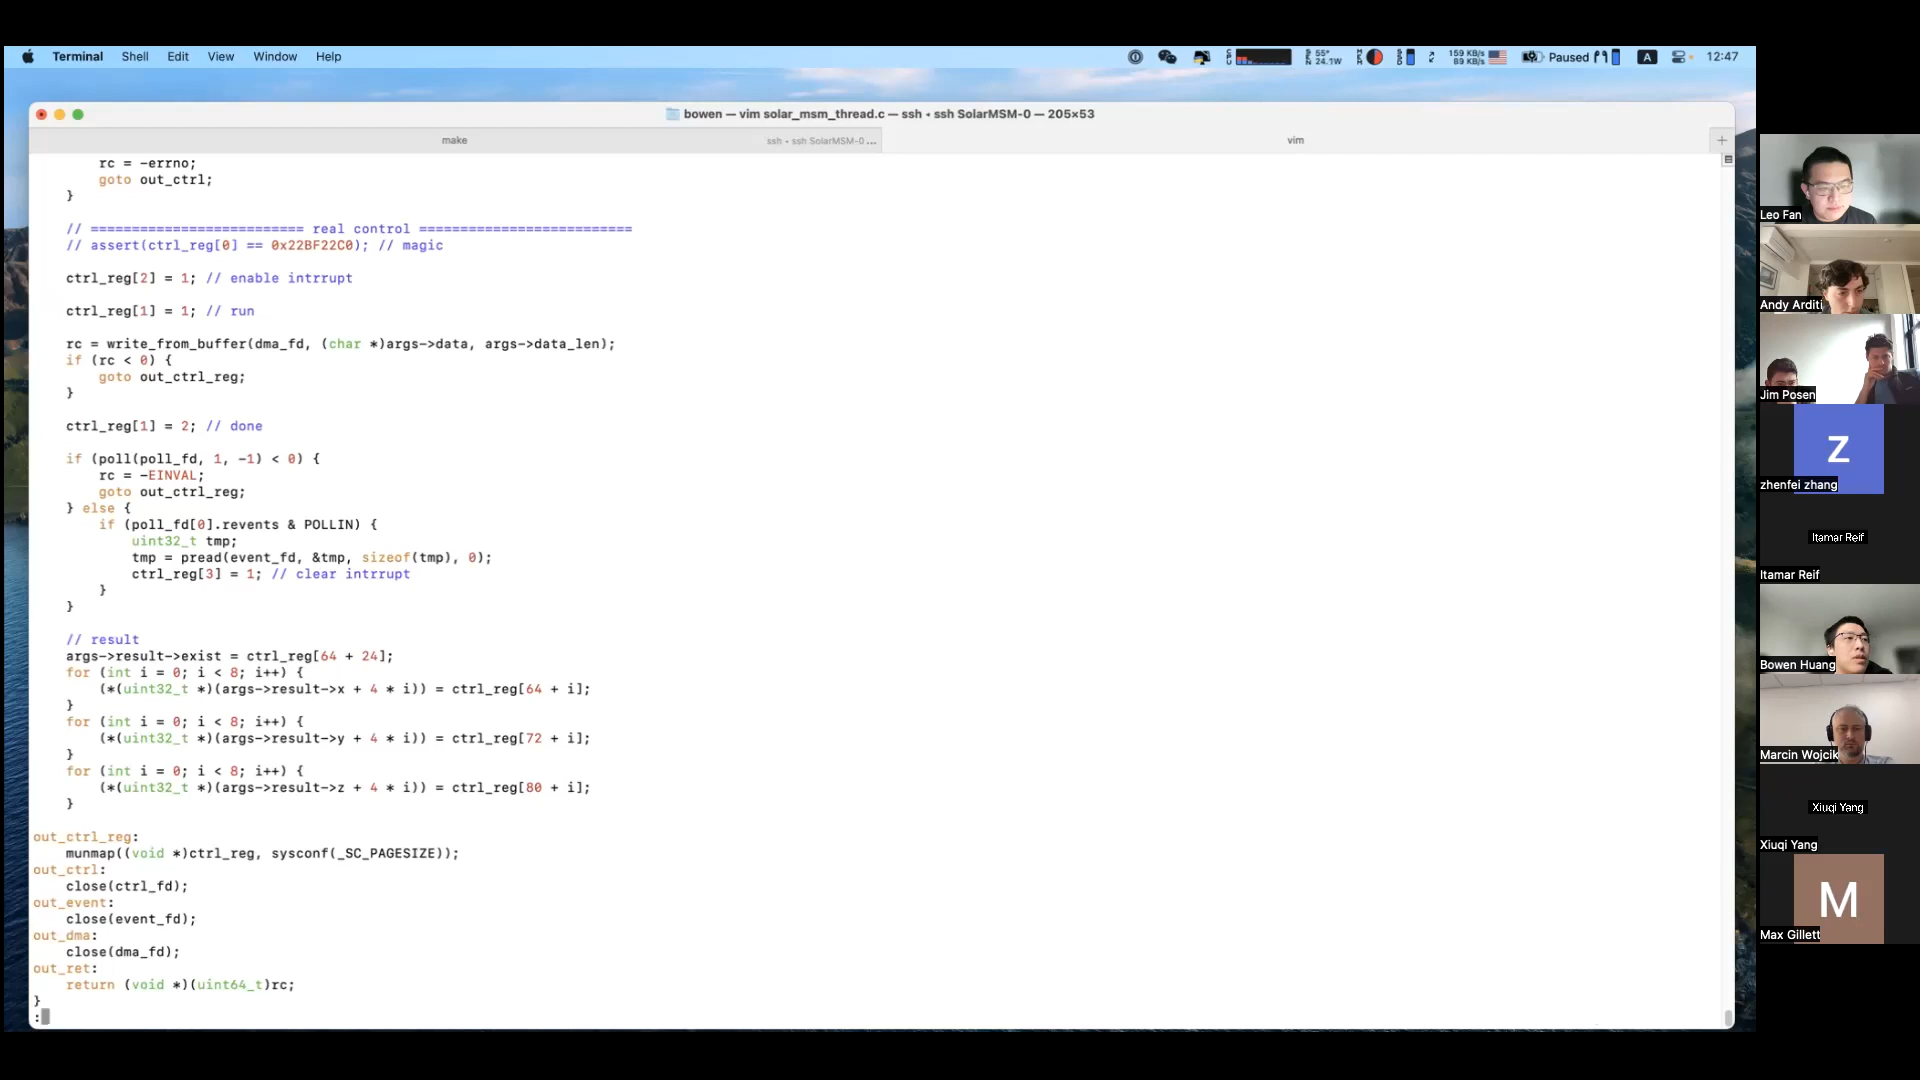 Terminal Shell Edit View Window Help
55° 24.1W 159 KB/s 89 KB/s Paused A 12:47
bowen — vim solar_msm_thread.c — ssh ◂ ssh SolarMSM-0 — 205×53
make ssh ◂ ssh SolarMSM-0 ... vim +
rc = -errno;
goto out_ctrl;
}
// ========================== real control ==========================
// assert(ctrl_reg[0] == 0x22BF22C0); // magic
ctrl_reg[2] = 1; // enable intrrupt
ctrl_reg[1] = 1; // run
rc = write_from_buffer(dma_fd, (char *)args->data, args->data_len);
if (rc < 0) {
goto out_ctrl_reg;
}
ctrl_reg[1] = 2; // done
if (poll(poll_fd, 1, -1) < 0) {
rc = -EINVAL;
goto out_ctrl_reg;
} else {
if (poll_fd[0].revents & POLLIN) {
uint32_t tmp;
tmp = pread(event_fd, &tmp, sizeof(tmp), 0);
ctrl_reg[3] = 1; // clear intrrupt
}
}
// result
args->result->exist = ctrl_reg[64 + 24];
for (int i = 0; i < 8; i++) {
(*(uint32_t *)(args->result->x + 4 * i)) = ctrl_reg[64 + i];
}
for (int i = 0; i < 8; i++) {
(*(uint32_t *)(args->result->y + 4 * i)) = ctrl_reg[72 + i];
}
for (int i = 0; i < 8; i++) {
(*(uint32_t *)(args->result->z + 4 * i)) = ctrl_reg[80 + i];
}
out_ctrl_reg:
munmap((void *)ctrl_reg, sysconf(_SC_PAGESIZE));
out_ctrl:
close(ctrl_fd);
out_event:
close(event_fd);
out_dma:
close(dma_fd);
out_ret:
return (void *)(uint64_t)rc;
}
:
Leo Fan
Andy Arditi
Jim Posen
Z
zhenfei zhang
Itamar Reif
Itamar Reif
Bowen Huang
Marcin Wojcik
Xiuqi Yang
Xiuqi Yang
M
Max Gillett